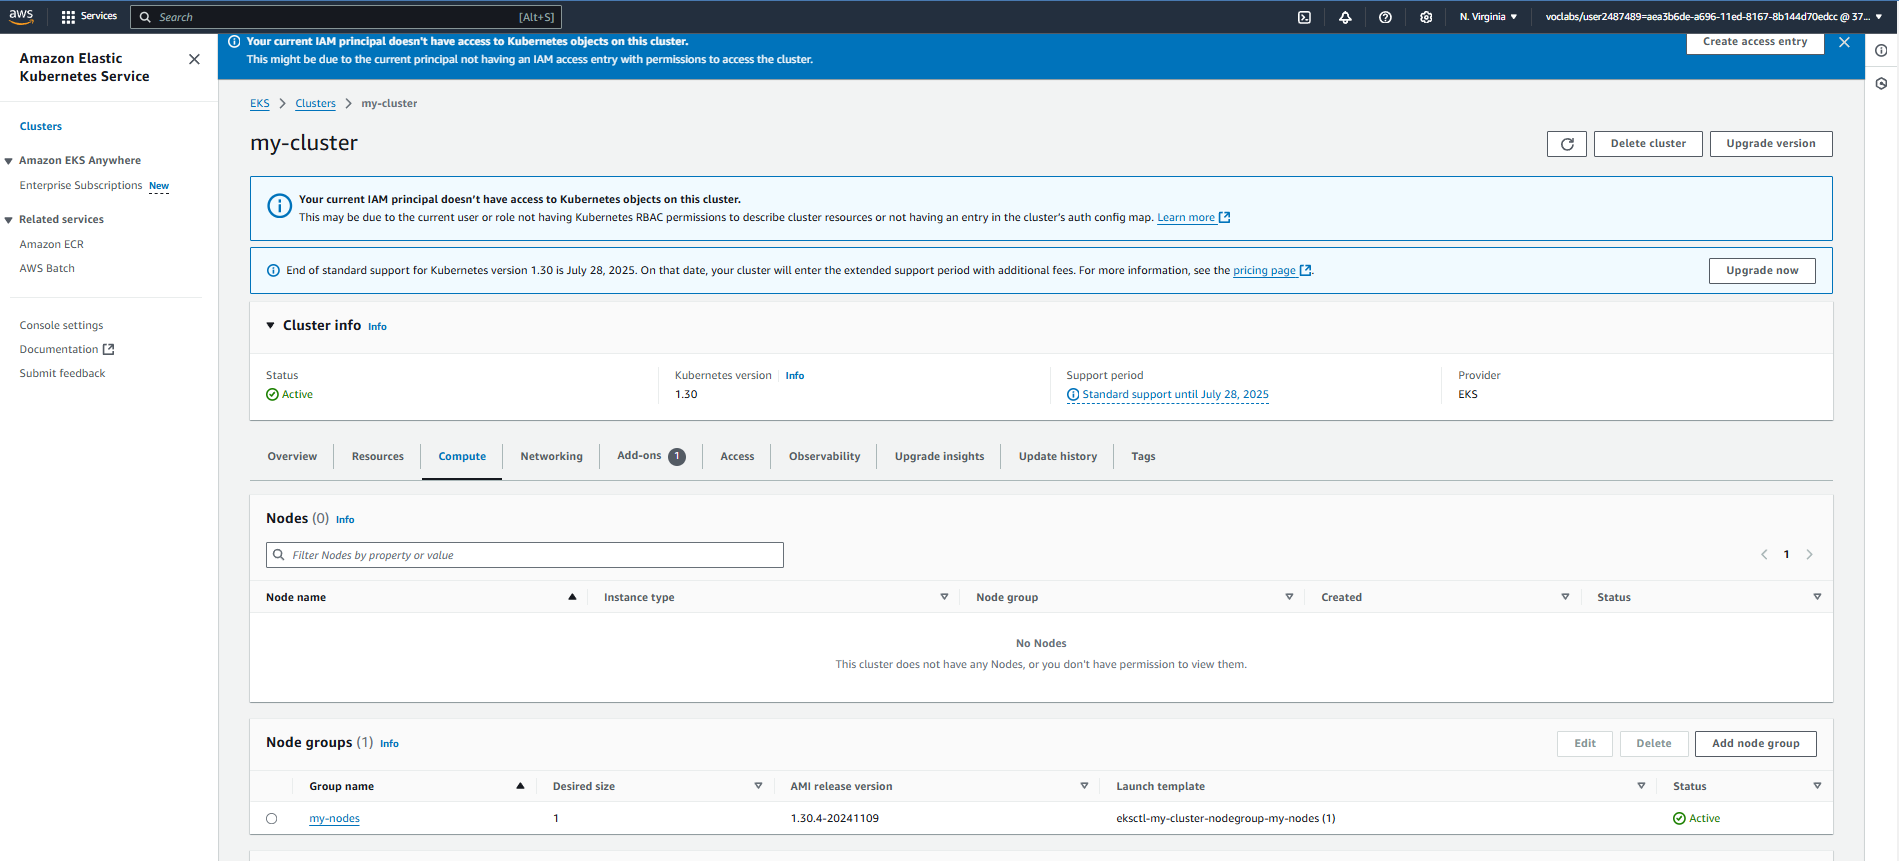 aws Services Search [Alt+S] N. Virginia voclabs/user2487489=aea3b6de-a696-11ed-8167-8b144d70edcc @ 37...
Amazon Elastic
Kubernetes Service
Clusters
Amazon EKS Anywhere
Enterprise Subscriptions New
Related services
Amazon ECR
AWS Batch
Console settings
Documentation
Submit feedback
Your current IAM principal doesn't have access to Kubernetes objects on this cluster.
This might be due to the current principal not having an IAM access entry with permissions to access the cluster.
Create access entry
EKS Clusters my-cluster
my-cluster
Delete cluster Upgrade version
Your current IAM principal doesn't have access to Kubernetes objects on this cluster.
This may be due to the current user or role not having Kubernetes RBAC permissions to describe cluster resources or not having an entry in the cluster's auth config map. Learn more
End of standard support for Kubernetes version 1.30 is July 28, 2025. On that date, your cluster will enter the extended support period with additional fees. For more information, see the pricing page.
Upgrade now
Cluster info Info
Status
Active
Kubernetes version Info
1.30
Support period
Standard support until July 28, 2025
Provider
EKS
Overview Resources Compute Networking Add-ons 1 Access Observability Upgrade insights Update history Tags
Nodes (0) Info
Filter Nodes by property or value
1
Node name Instance type Node group Created Status
No Nodes
This cluster does not have any Nodes, or you don't have permission to view them.
Node groups (1) Info
Edit Delete Add node group
Group name Desired size AMI release version Launch template Status
my-nodes 1 1.30.4-20241109 eksctl-my-cluster-nodegroup-my-nodes (1) Active